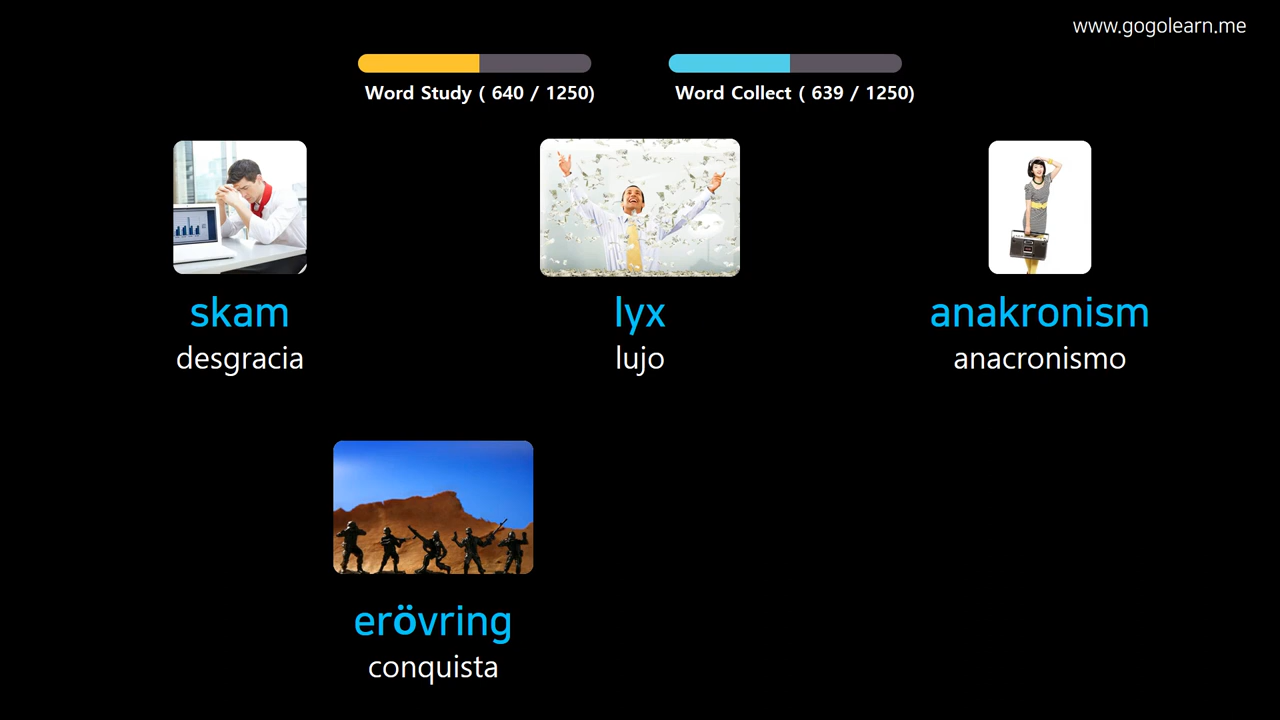 www.gogolearn.me
Word Study ( 640 / 1250)
Word Collect ( 639 / 1250)
skam
desgracia
lyx
lujo
anakronism
anacronismo
erövring
conquista